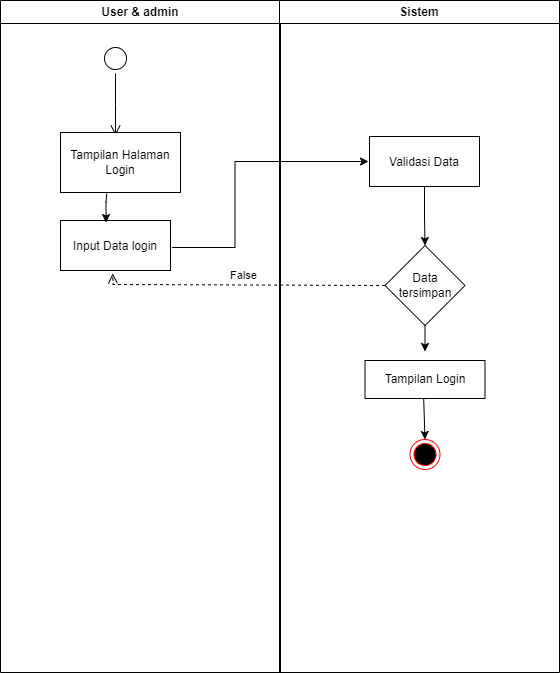 User & admin
Sistem
Tampilan Halaman
Login
Validasi Data
Input Data login
False
Data
tersimpan
Tampilan Login